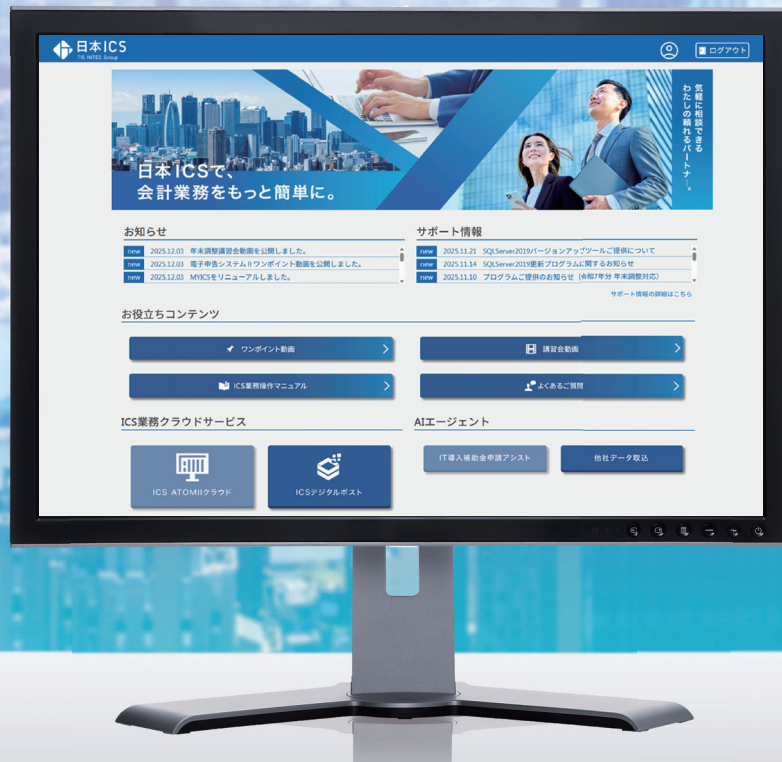 日本ICS
TIS INTEC Group
ログアウト
日本ICSで、
会計業務をもっと簡単に。
気軽に相談できる
わたしの頼れるパートナー。
お知らせ
new 2025.12.03 年末調整講習会動画を公開しました。
new 2025.12.03 電子申告システムⅡワンポイント動画を公開しました。
new 2025.12.03 MYICSをリニューアルしました。
サポート情報
new 2025.11.21 SQLServer2019バージョンアップツールご提供について
new 2025.11.14 SQLServer2019更新プログラムに関するお知らせ
new 2025.11.10 プログラムご提供のお知らせ（令和7年分 年末調整対応）
サポート情報の詳細はこちら
お役立ちコンテンツ
ワンポイント動画
講習会動画
ICS業務操作マニュアル
よくあるご質問
ICS業務クラウドサービス
ICS ATOMIIクラウド
ICSデジタルポスト
AIエージェント
IT導入補助金申請アシスト
他社データ取込